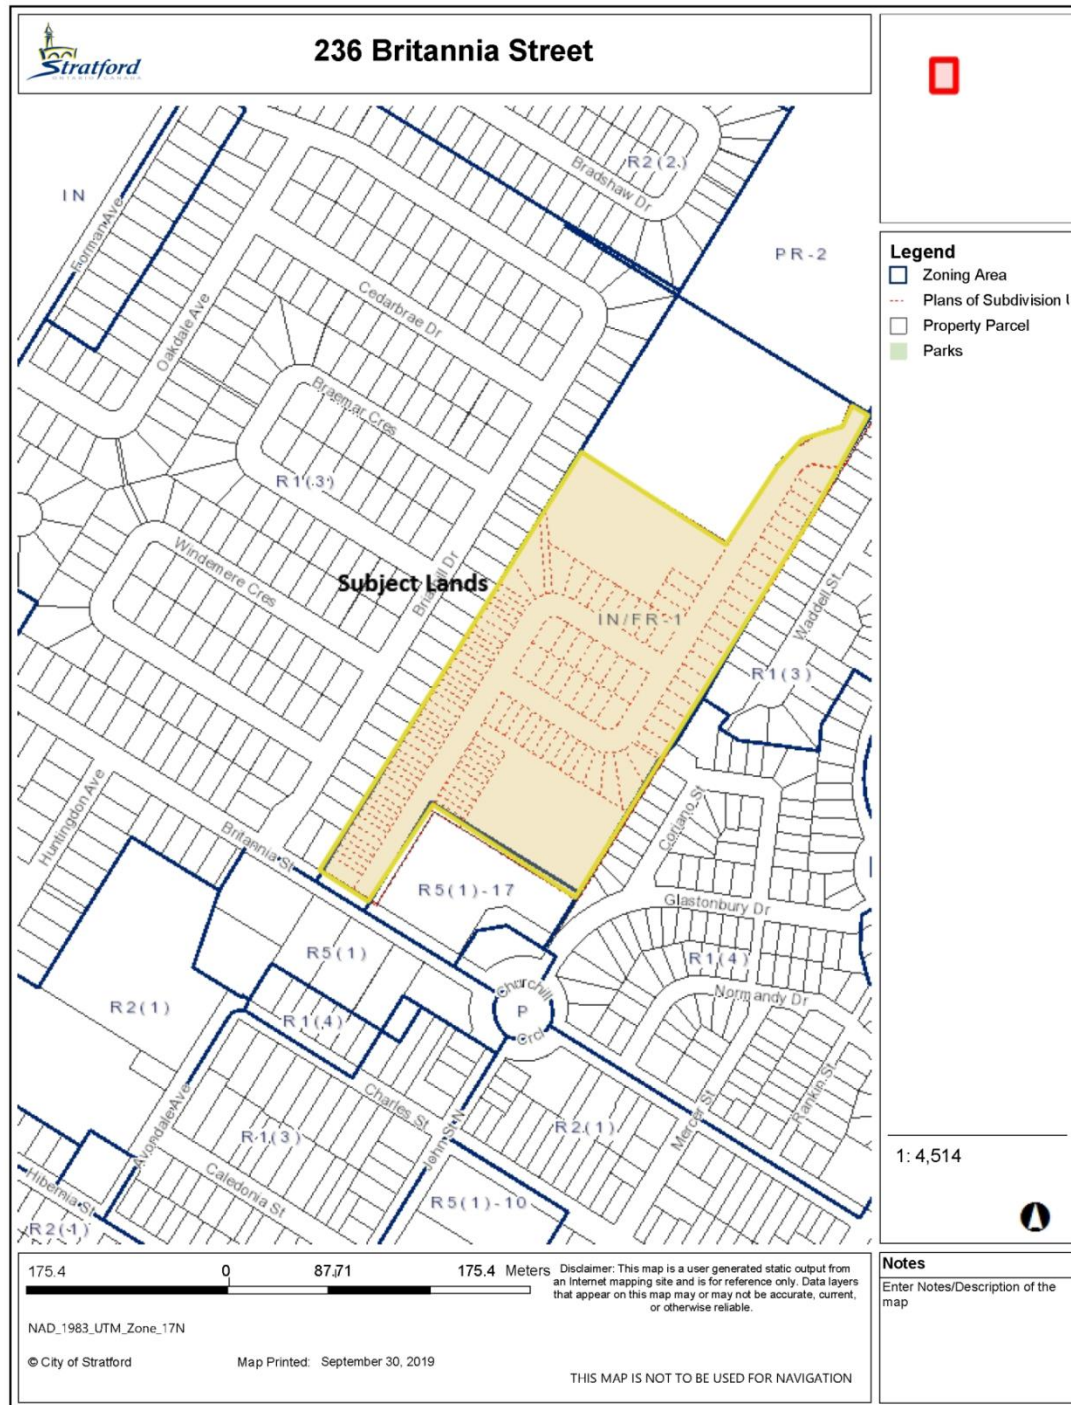 Stratford
ONTARIO CANADA
236 Britannia Street
IN
Forman Ave
Oakdale Ave
R2(2)
Bradshaw Dr
PR-2
Cedarbrae Dr
Braemar Cres
R1(3)
Windemere Cres
Subject Lands
IN/FR-1
Waddell St
R1(3)
Huntingdon Ave
Britannia St
Coriano St
R5(1)-17
Glastonbury Dr
R5(1)
R1(4)
Normandy Dr
Churchill
P
Crcl
R2(1)
R1(4)
Charles St
Mercer St
Rankin St
Avondale Ave
R1(3)
John St N
R2(1)
Caledonia St
R5(1)-10
Hibernia St
R2(1)
Legend
Zoning Area
Plans of Subdivision
Property Parcel
Parks
1: 4,514
175.4 0 87.71 175.4 Meters
Disclaimer: This map is a user generated static output from
an Internet mapping site and is for reference only. Data layers
that appear on this map may or may not be accurate, current,
or otherwise reliable.
NAD_1983_UTM_Zone_17N
© City of Stratford
Map Printed: September 30, 2019
THIS MAP IS NOT TO BE USED FOR NAVIGATION
Notes
Enter Notes/Description of the
map